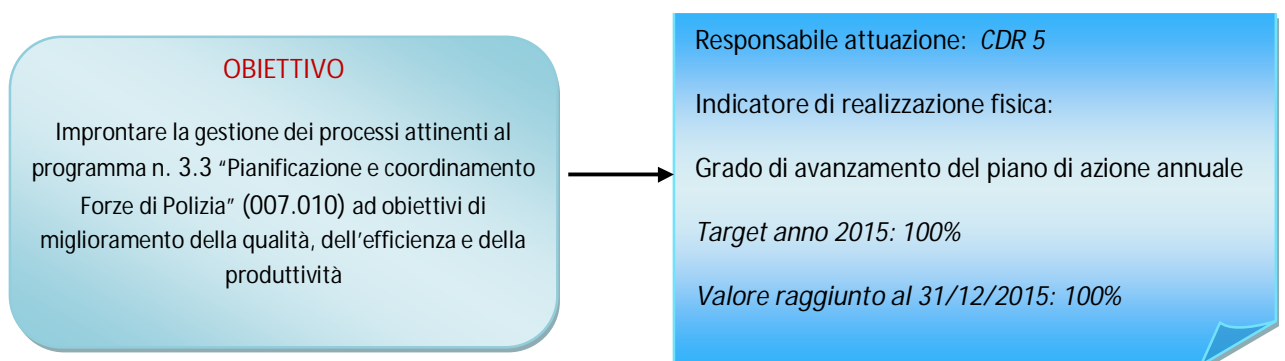 OBIETTIVO
Improntare la gestione dei processi attinenti al
programma n. 3.3 "Pianificazione e coordinamento
Forze di Polizia" (007.010) ad obiettivi di
miglioramento della qualità, dell'efficienza e della
produttività
Responsabile attuazione: CDR 5
Indicatore di realizzazione fisica:
Grado di avanzamento del piano di azione annuale
Target anno 2015: 100%
Valore raggiunto al 31/12/2015: 100%